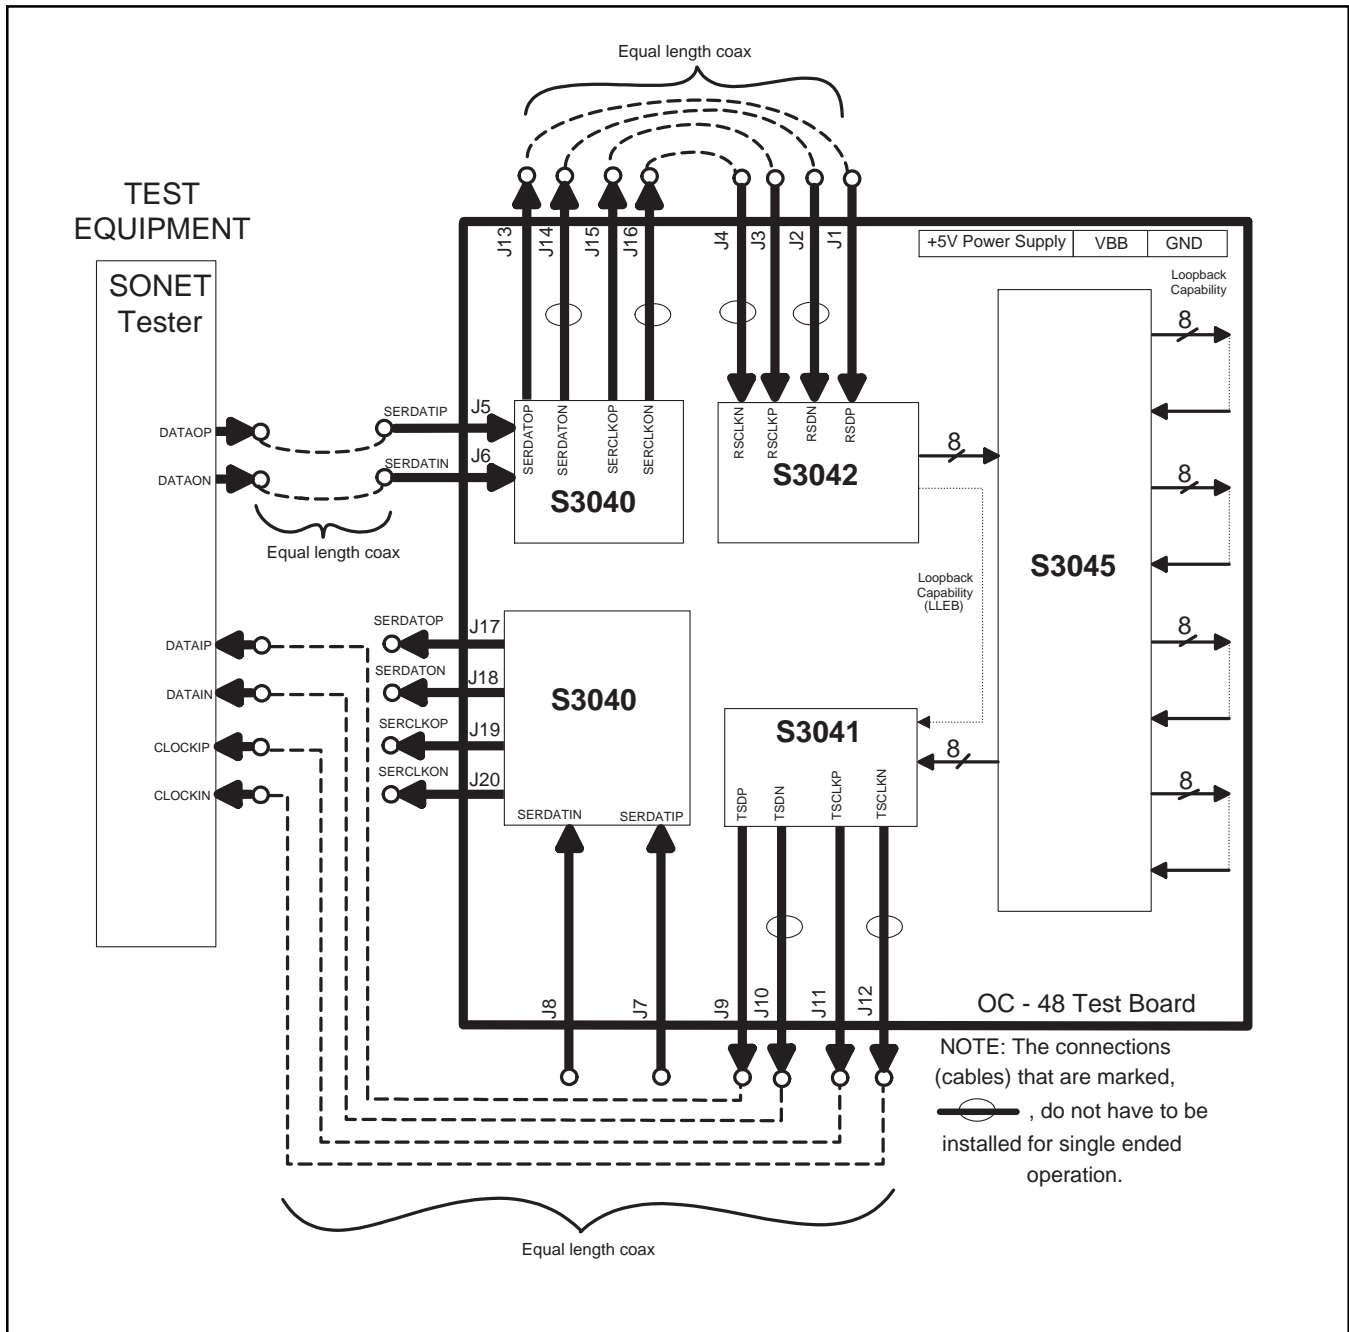 Equal length coax
TEST
EQUIPMENT
SONET
Tester
J13
J14
J15
J16
J4
J3
J2
J1
+5V Power Supply
VBB
GND
Loopback
Capability
8
DATAOP
DATAON
SERDATIP
J5
SERDATIN
J6
Equal length coax
SERDATOP
SERDATON
SERCLKOP
SERCLKON
S3040
RSCLKN
RSCLKP
RSDN
RSDP
S3042
8
8
S3045
Loopback
Capability
(LLEB)
DATAIP
DATAIN
CLOCKIP
CLOCKIN
SERDATOP
J17
SERDATON
J18
SERCLKOP
J19
SERCLKON
J20
S3040
SERDATIN
SERDATIP
S3041
TSDP
TSDN
TSCLKP
TSCLKN
8
8
8
J8
J7
J9
J10
J11
J12
OC - 48 Test Board
NOTE: The connections
(cables) that are marked,
, do not have to be
installed for single ended
operation.
Equal length coax